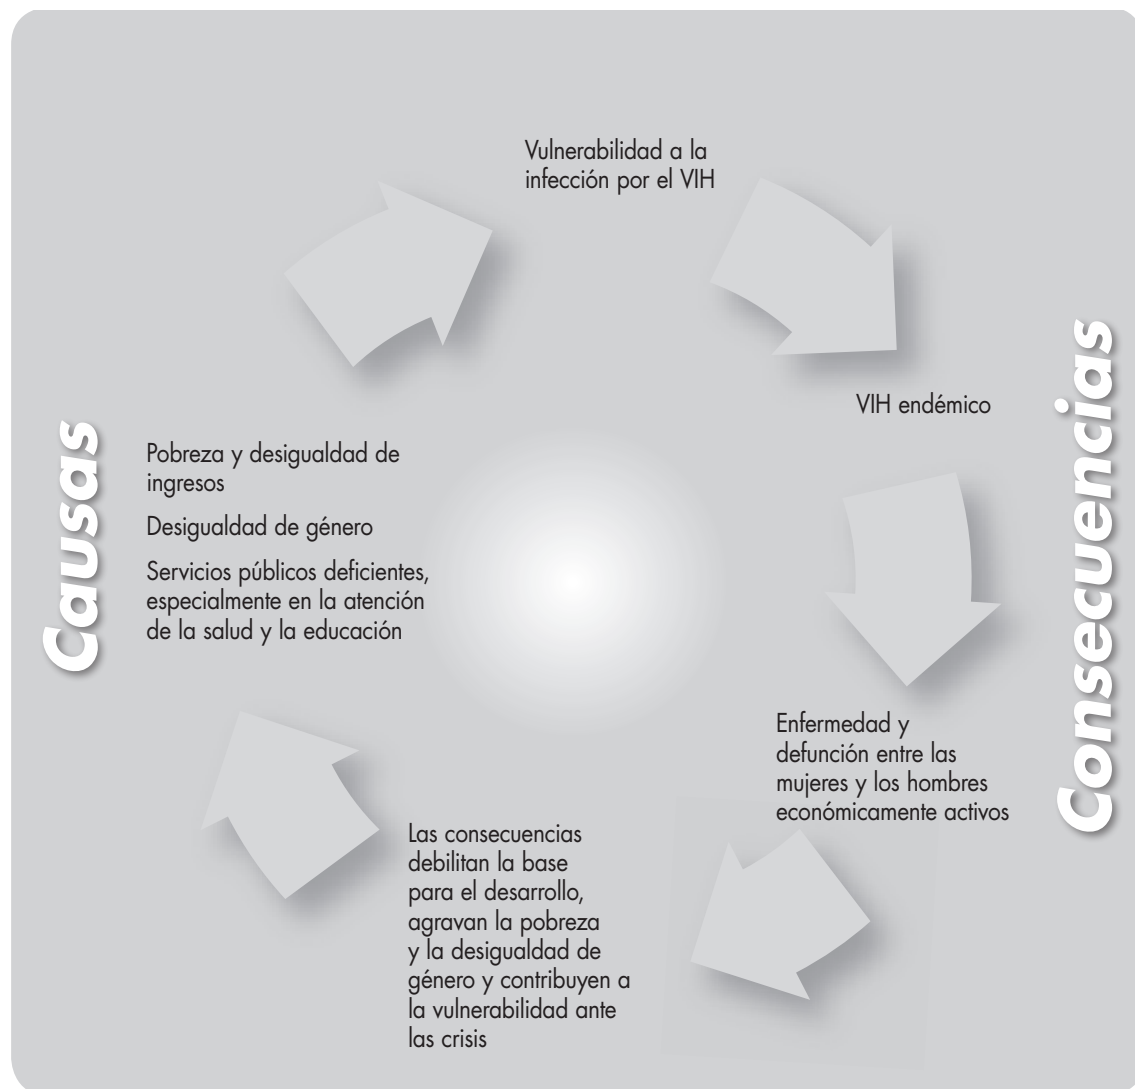 Vulnerabilidad a la
infección por el VIH
VIH endémico
Consecuencias
Enfermedad y
defunción entre las
mujeres y los hombres
económicamente activos
Las consecuencias
debilitan la base
para el desarrollo,
agravan la pobreza
y la desigualdad de
género y contribuyen a
la vulnerabilidad ante
las crisis
Causas
Pobreza y desigualdad de
ingresos
Desigualdad de género
Servicios públicos deficientes,
especialmente en la atención
de la salud y la educación